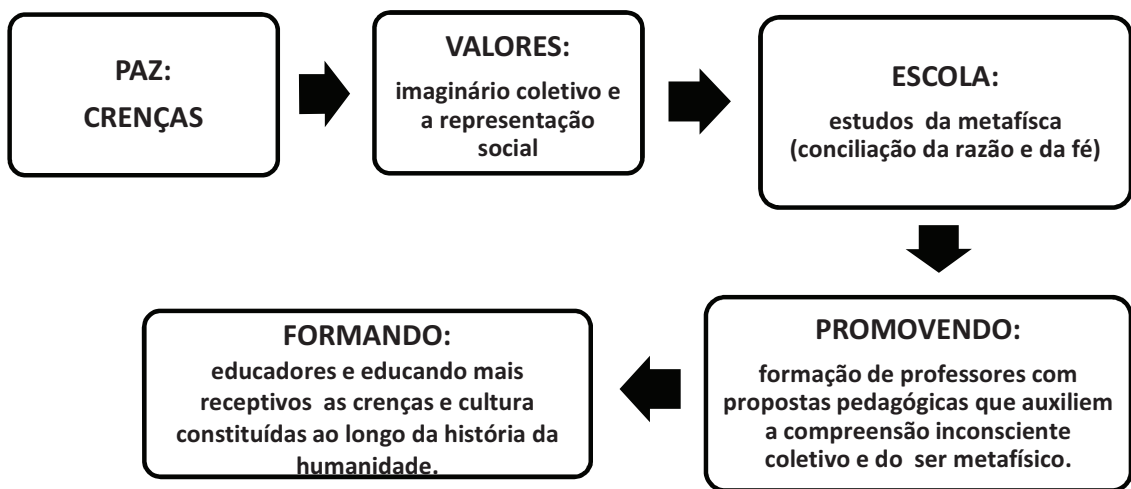 PAZ:
CRENÇAS
VALORES:
imaginário coletivo e
a representação
social
ESCOLA:
estudos da metafísca
(conciliação da razão e da fé)
PROMOVENDO:
formação de professores com
propostas pedagógicas que auxiliem
a compreensão inconsciente
coletivo e do ser metafísico.
FORMANDO:
educadores e educando mais
receptivos as crenças e cultura
constituídas ao longo da história da
humanidade.